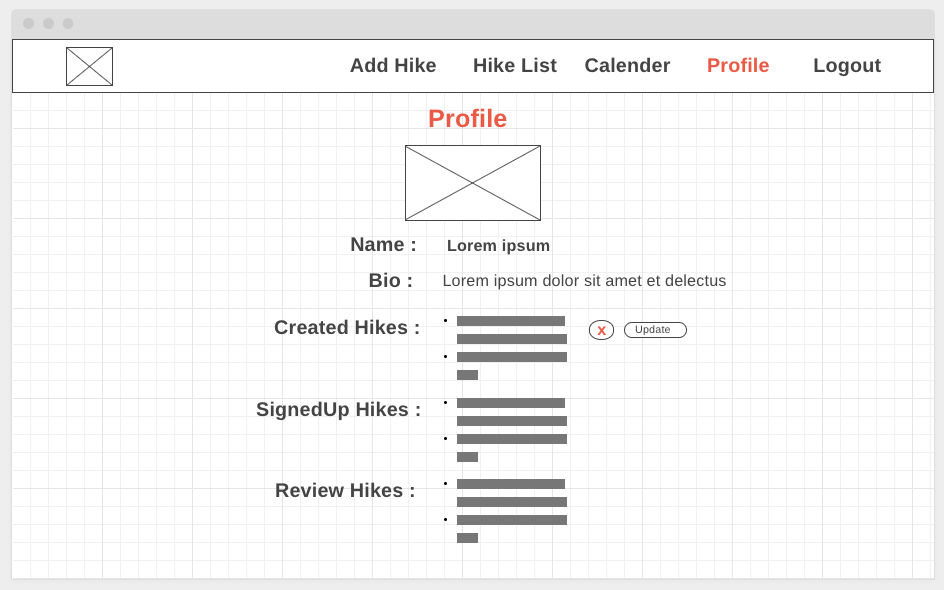 Add Hike Hike List Calender Profile Logout
Profile
Name : Lorem ipsum
Bio : Lorem ipsum dolor sit amet et delectus
Created Hikes : x Update
SignedUp Hikes :
Review Hikes :